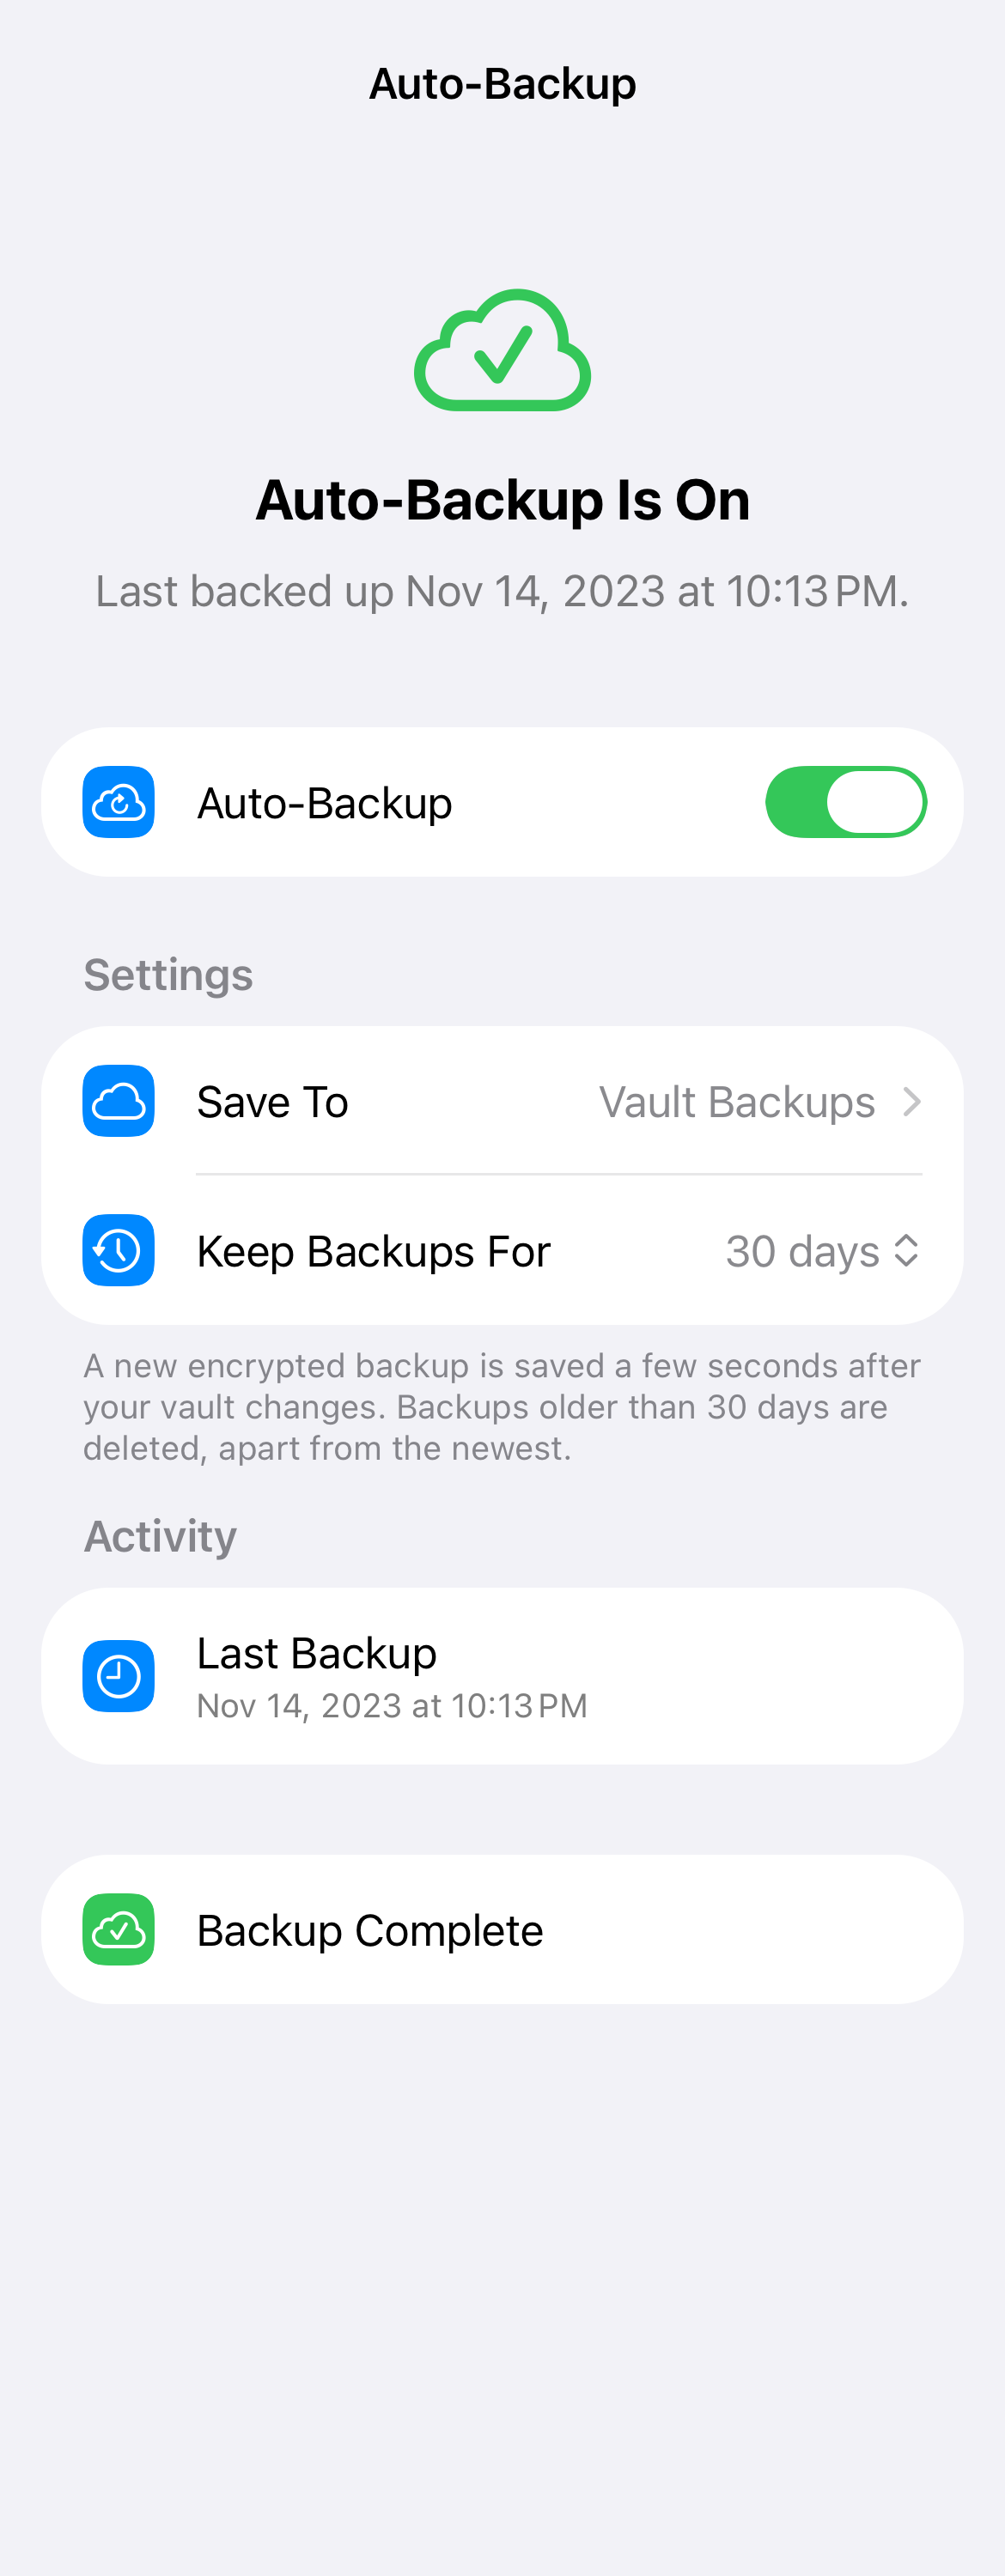 Auto-Backup
Auto-Backup Is On
Last backed up Nov 14, 2023 at 10:13 PM.
Auto-Backup
Settings
Save To
Vault Backups
Keep Backups For
30 days
A new encrypted backup is saved a few seconds after
your vault changes. Backups older than 30 days are
deleted, apart from the newest.
Activity
Last Backup
Nov 14, 2023 at 10:13 PM
Backup Complete